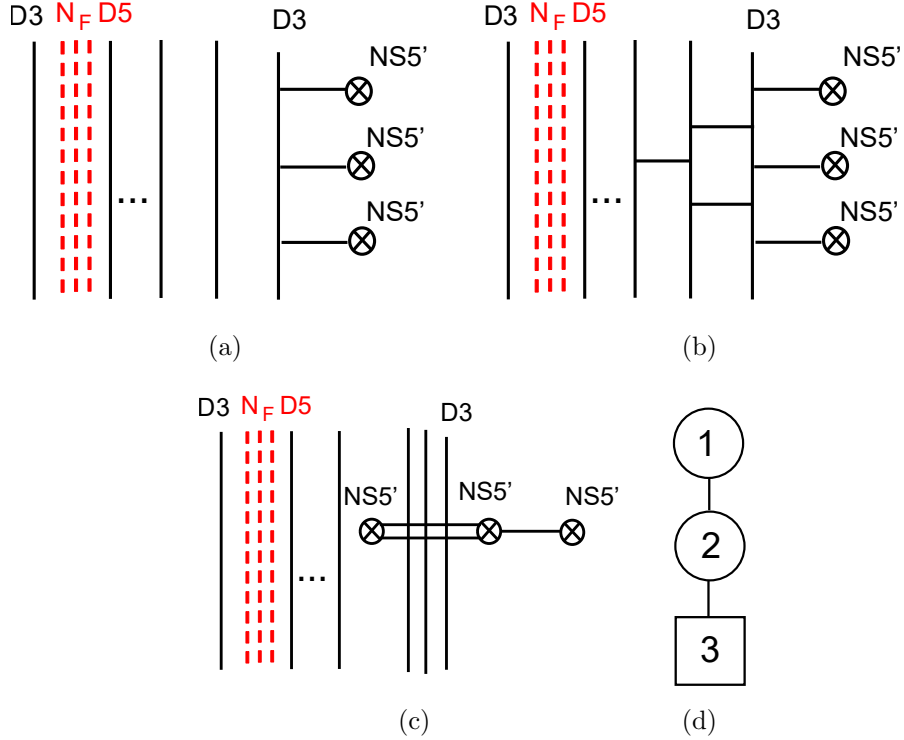 D3 N F D5 D3
NS5'
NS5'
NS5'
...
(a)
D3 N F D5 D3
NS5'
NS5'
NS5'
...
(b)
D3 N F D5 D3
NS5' NS5' NS5'
...
(c)
1
2
3
(d)